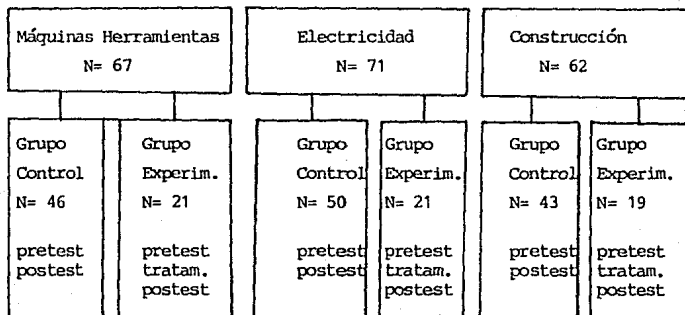 Máquinas Herramientas
N= 67
Electricidad
N= 71
Construcción
N= 62
Grupo
Control
N= 46
pretest
postest
Grupo
Experim.
N= 21
pretest
tratam.
postest
Grupo
Control
N= 50
pretest
postest
Grupo
Experim.
N= 21
pretest
tratam.
postest
Grupo
Control
N= 43
pretest
postest
Grupo
Experim.
N= 19
pretest
tratam.
postest